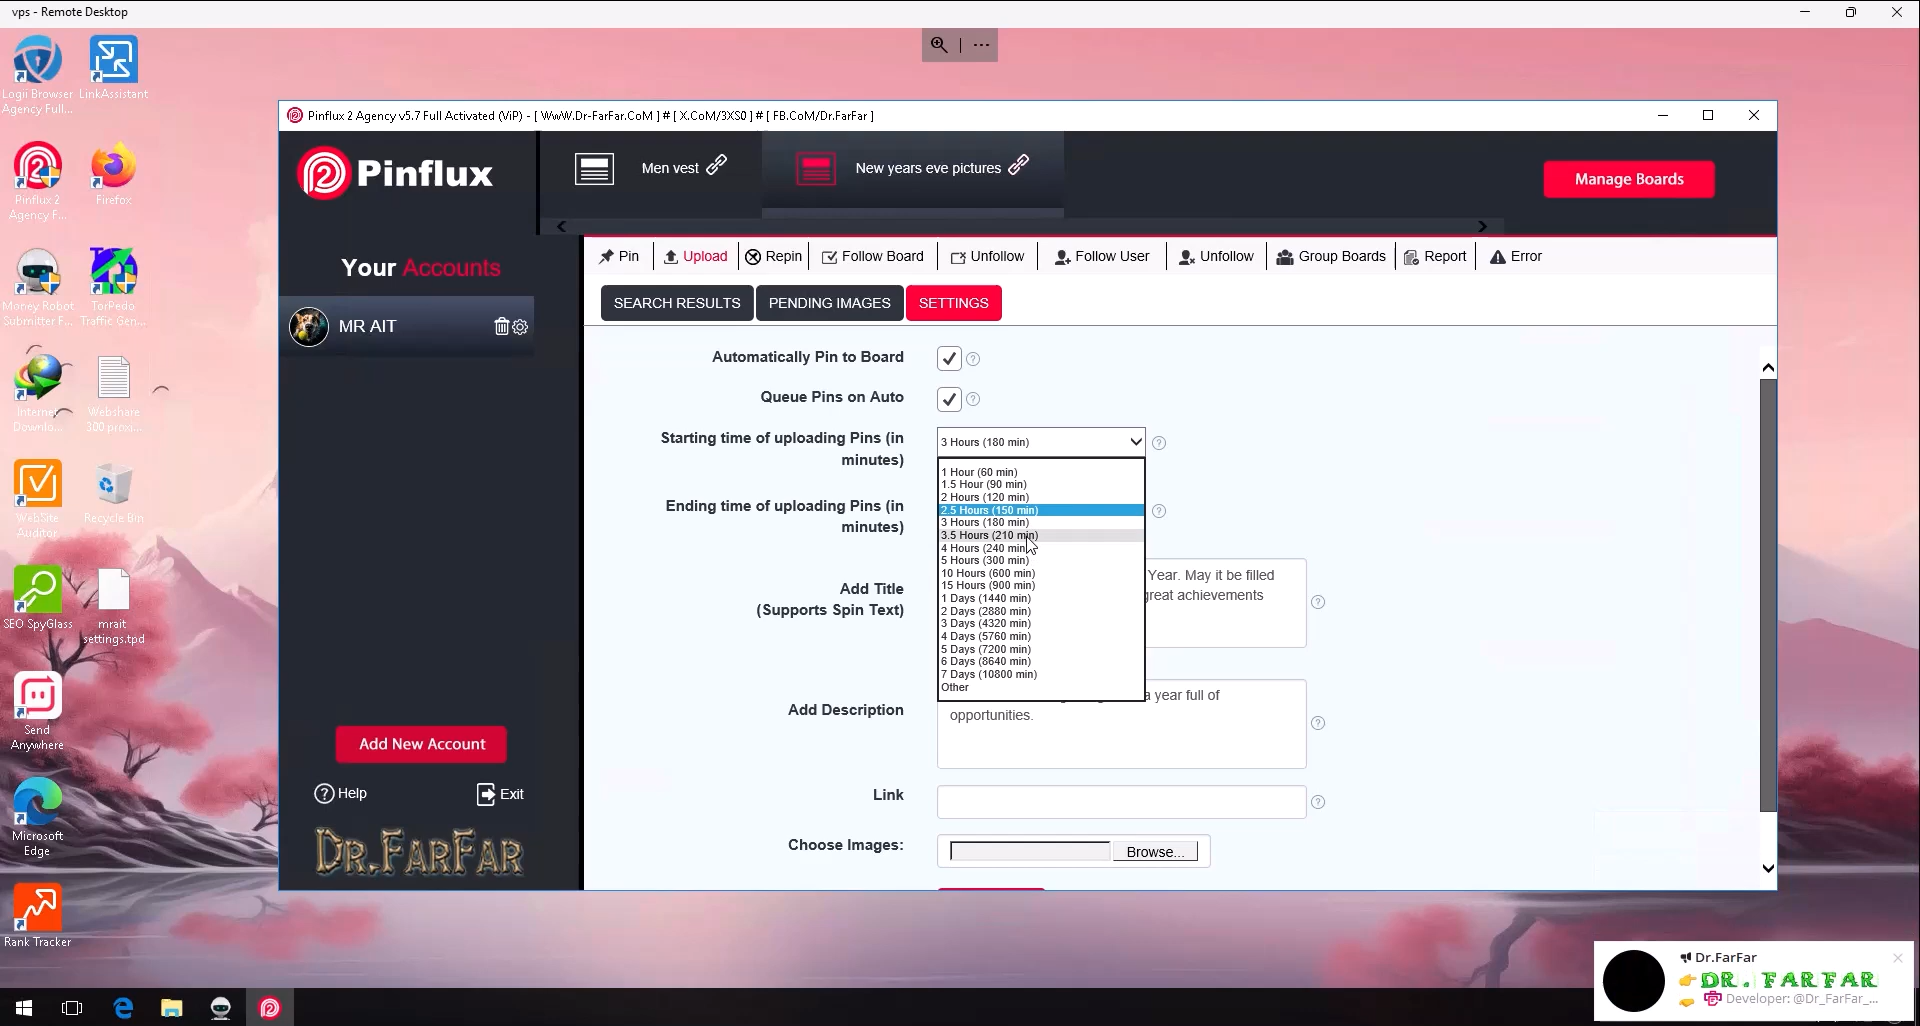 vps - Remote Desktop
Logii Browser
Agency Full...
LinkAssistant
Pinflux 2
Agency F...
Firefox
Money Robot
Submitter F...
TorPedo
Traffic Gen...
Internet
Downlo...
Webshare
300 proxi...
WebSite
Auditor
Recycle Bin
SEO SpyGlass
mrait
settings.tpd
Send
Anywhere
Microsoft
Edge
Rank Tracker
Pinflux 2 Agency v5.7 Full Activated (ViP) - [ WwW.Dr-FarFar.CoM ] # [ X.CoM/3XS0 ] # [ FB.CoM/Dr.FarFar ]
Pinflux
Men vest
New years eve pictures
Manage Boards
Your Accounts
MR AIT
Add New Account
Help
Exit
DR.FARFAR
Pin
Upload
Repin
Follow Board
Unfollow
Follow User
Unfollow
Group Boards
Report
Error
SEARCH RESULTS
PENDING IMAGES
SETTINGS
Automatically Pin to Board
Queue Pins on Auto
Starting time of uploading Pins (in
minutes)
3 Hours (180 min)
1 Hour (60 min)
1.5 Hour (90 min)
2 Hours (120 min)
2.5 Hours (150 min)
3 Hours (180 min)
3.5 Hours (210 min)
4 Hours (240 min)
5 Hours (300 min)
10 Hours (600 min)
15 Hours (900 min)
1 Days (1440 min)
2 Days (2880 min)
3 Days (4320 min)
4 Days (5760 min)
5 Days (7200 min)
6 Days (8640 min)
7 Days (10800 min)
Other
Ending time of uploading Pins (in
minutes)
Add Title
(Supports Spin Text)
Year. May it be filled
great achievements
Add Description
a year full of
opportunities.
Link
Choose Images:
Browse...
Dr.FarFar
DR. FARFAR
Developer: @Dr_FarFar_...